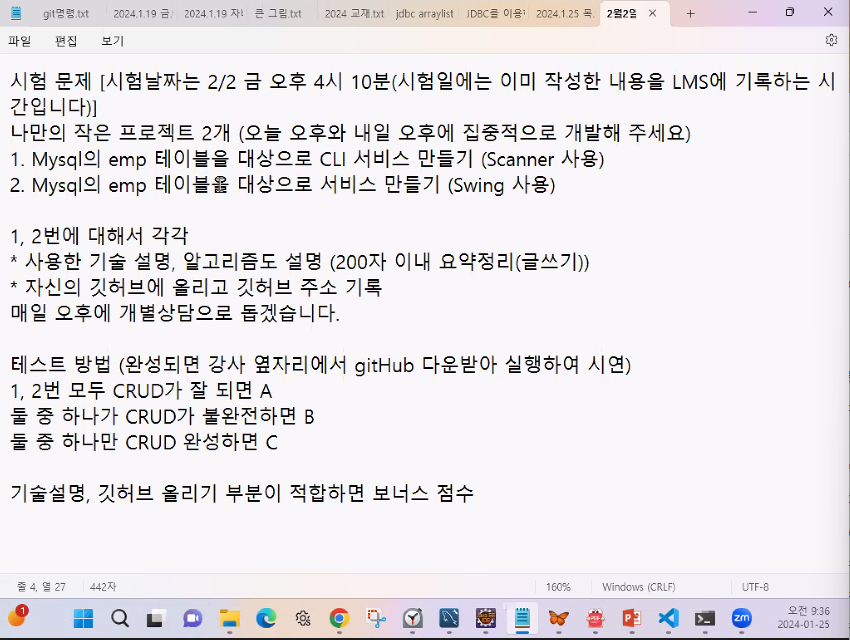 git명령.txt 2024.1.19 금. 2024.1.19 자바 큰 그림.txt 2024 교재.txt jdbc arraylist JDBC를 이용 2024.1.25 목. 2월2일
파일 편집 보기
시험 문제 [시험날짜는 2/2 금 오후 4시 10분(시험일에는 이미 작성한 내용을 LMS에 기록하는 시
간입니다)]
나만의 작은 프로젝트 2개 (오늘 오후와 내일 오후에 집중적으로 개발해 주세요)
1. Mysql의 emp 테이블을 대상으로 CLI 서비스 만들기 (Scanner 사용)
2. Mysql의 emp 테이블을 대상으로 서비스 만들기 (Swing 사용)
1, 2번에 대해서 각각
* 사용한 기술 설명, 알고리즘도 설명 (200자 이내 요약정리(글쓰기))
* 자신의 깃허브에 올리고 깃허브 주소 기록
매일 오후에 개별상담으로 돕겠습니다.
테스트 방법 (완성되면 강사 옆자리에서 gitHub 다운받아 실행하여 시연)
1, 2번 모두 CRUD가 잘 되면 A
둘 중 하나가 CRUD가 불완전하면 B
둘 중 하나만 CRUD 완성하면 C
기술설명, 깃허브 올리기 부분이 적합하면 보너스 점수
줄 4, 열 27 442자 160% Windows (CRLF) UTF-8
1 zm 오전 9:36
2024-01-25